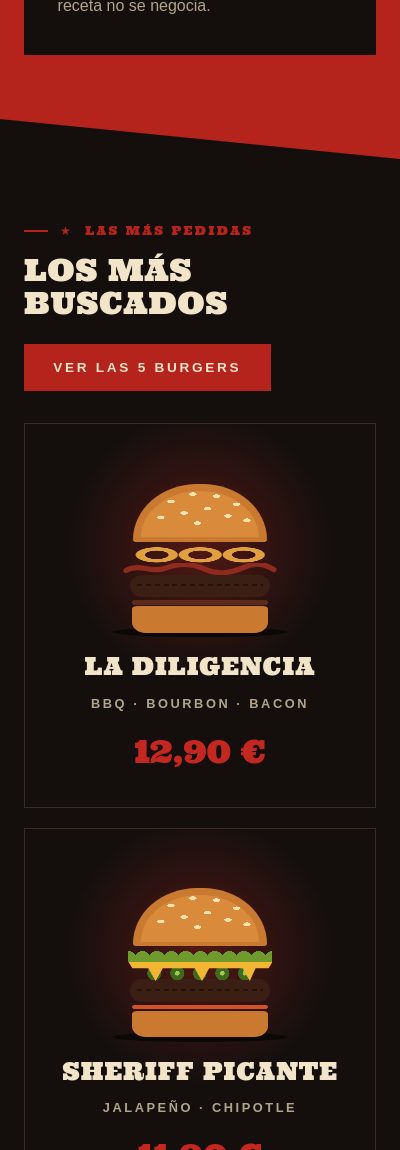 receta no se negocia.
★ LAS MÁS PEDIDAS
LOS MÁS
BUSCADOS
VER LAS 5 BURGERS
LA DILIGENCIA
BBQ · BOURBON · BACON
12,90 €
SHERIFF PICANTE
JALAPEÑO · CHIPOTLE